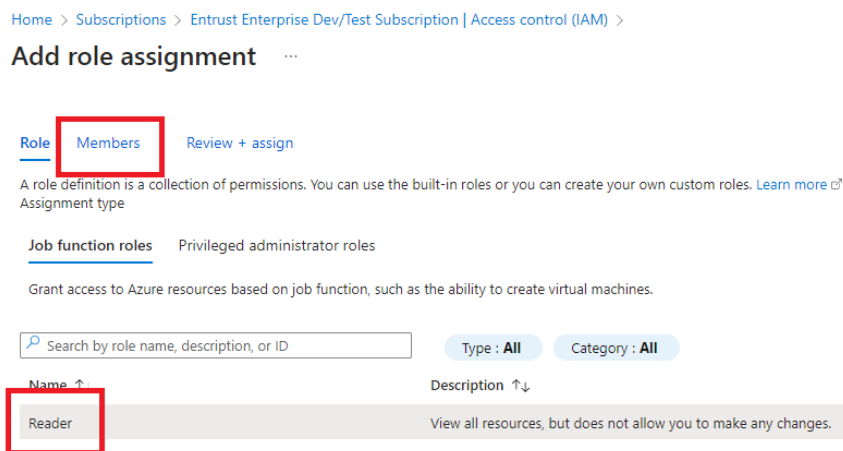 Home > Subscriptions > Entrust Enterprise Dev/Test Subscription | Access control (IAM) >
Add role assignment ...
Role Members Review + assign
A role definition is a collection of permissions. You can use the built-in roles or you can create your own custom roles. Learn more
Assignment type
Job function roles Privileged administrator roles
Grant access to Azure resources based on job function, such as the ability to create virtual machines.
Search by role name, description, or ID Type : All Category : All
Name ↑↓ Description ↑↓
Reader View all resources, but does not allow you to make any changes.